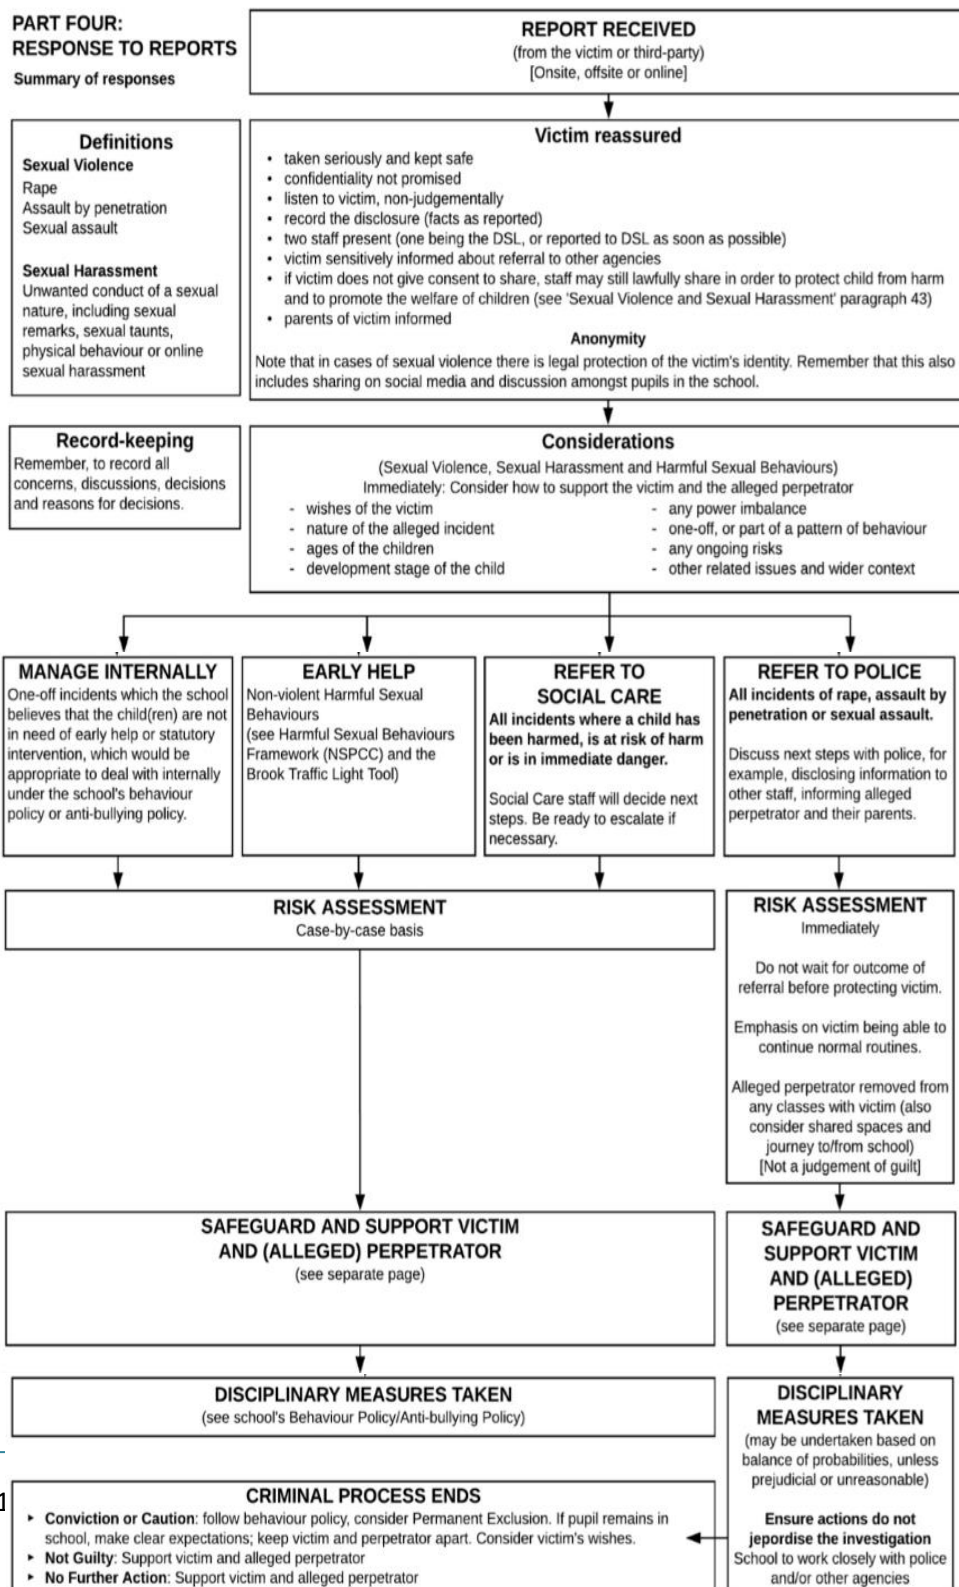 PART FOUR:
RESPONSE TO REPORTS
Summary of responses
REPORT RECEIVED
(from the victim or third-party)
[Onsite, offsite or online]
Definitions
Sexual Violence
Rape
Assault by penetration
Sexual assault
Sexual Harassment
Unwanted conduct of a sexual
nature, including sexual
remarks, sexual taunts,
physical behaviour or online
sexual harassment
Victim reassured
• taken seriously and kept safe
• confidentiality not promised
• listen to victim, non-judgementally
• record the disclosure (facts as reported)
• two staff present (one being the DSL, or reported to DSL as soon as possible)
• victim sensitively informed about referral to other agencies
• if victim does not give consent to share, staff may still lawfully share in order to protect child from harm
and to promote the welfare of children (see 'Sexual Violence and Sexual Harassment' paragraph 43)
• parents of victim informed
Anonymity
Note that in cases of sexual violence there is legal protection of the victim's identity. Remember that this also
includes sharing on social media and discussion amongst pupils in the school.
Record-keeping
Remember, to record all
concerns, discussions, decisions
and reasons for decisions.
Considerations
(Sexual Violence, Sexual Harassment and Harmful Sexual Behaviours)
Immediately: Consider how to support the victim and the alleged perpetrator
- wishes of the victim
- nature of the alleged incident
- ages of the children
- development stage of the child
- any power imbalance
- one-off, or part of a pattern of behaviour
- any ongoing risks
- other related issues and wider context
MANAGE INTERNALLY
One-off incidents which the school
believes that the child(ren) are not
in need of early help or statutory
intervention, which would be
appropriate to deal with internally
under the school's behaviour
policy or anti-bullying policy.
EARLY HELP
Non-violent Harmful Sexual
Behaviours
(see Harmful Sexual Behaviours
Framework (NSPCC) and the
Brook Traffic Light Tool)
REFER TO
SOCIAL CARE
All incidents where a child has
been harmed, is at risk of harm
or is in immediate danger.
Social Care staff will decide next
steps. Be ready to escalate if
necessary.
REFER TO POLICE
All incidents of rape, assault by
penetration or sexual assault.
Discuss next steps with police, for
example, disclosing information to
other staff, informing alleged
perpetrator and their parents.
RISK ASSESSMENT
Case-by-case basis
RISK ASSESSMENT
Immediately
Do not wait for outcome of
referral before protecting victim.
Emphasis on victim being able to
continue normal routines.
Alleged perpetrator removed from
any classes with victim (also
consider shared spaces and
journey to/from school)
[Not a judgement of guilt]
SAFEGUARD AND SUPPORT VICTIM
AND (ALLEGED) PERPETRATOR
(see separate page)
SAFEGUARD AND
SUPPORT VICTIM
AND (ALLEGED)
PERPETRATOR
(see separate page)
DISCIPLINARY MEASURES TAKEN
(see school's Behaviour Policy/Anti-bullying Policy)
DISCIPLINARY
MEASURES TAKEN
(may be undertaken based on
balance of probabilities, unless
prejudicial or unreasonable)
Ensure actions do not
jepordise the investigation
School to work closely with police
and/or other agencies
1
CRIMINAL PROCESS ENDS
‣ Conviction or Caution: follow behaviour policy, consider Permanent Exclusion. If pupil remains in
school, make clear expectations; keep victim and perpetrator apart. Consider victim's wishes.
‣ Not Guilty: Support victim and alleged perpetrator
‣ No Further Action: Support victim and alleged perpetrator